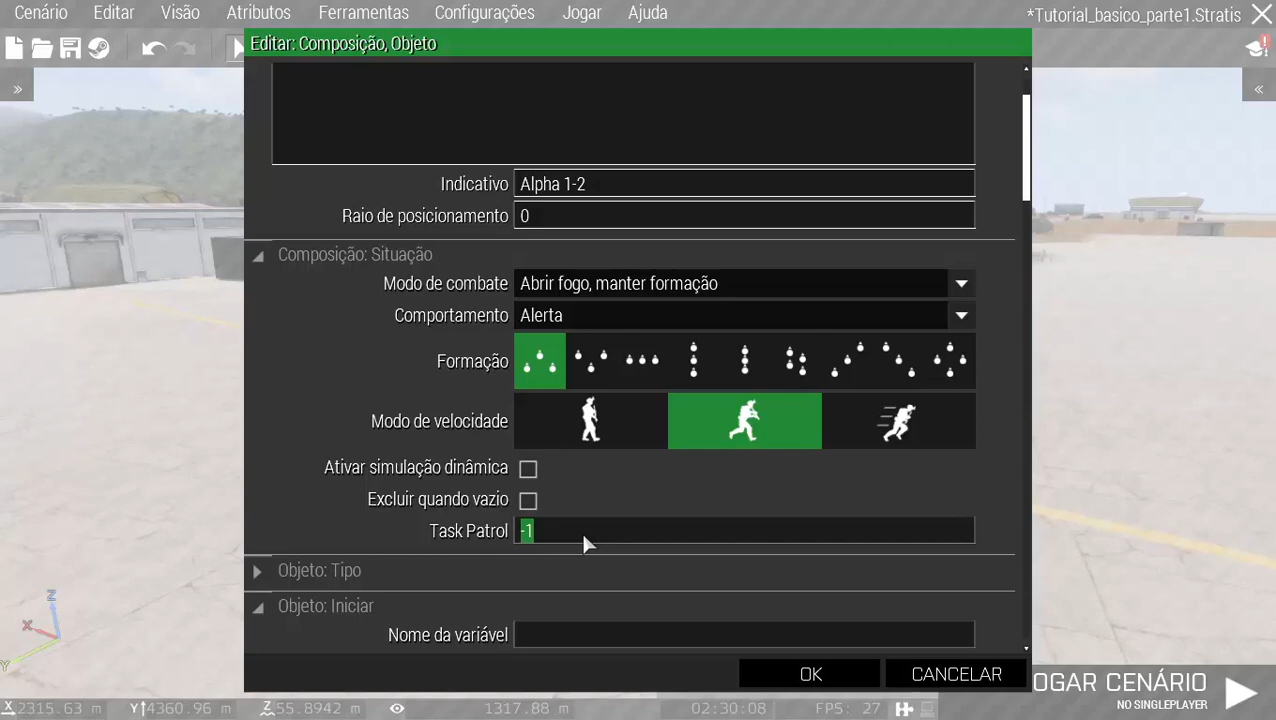 Cenário Editar Visão Atributos Ferramentas Configurações Jogar Ajuda *Tutorial_basico_parte1.Stratis
Editar: Composição, Objeto
Indicativo Alpha 1-2
Raio de posicionamento 0
Composição: Situação
Modo de combate Abrir fogo, manter formação
Comportamento Alerta
Formação
Modo de velocidade
Ativar simulação dinâmica
Excluir quando vazio
Task Patrol -1
Objeto: Tipo
Objeto: Iniciar
Nome da variável
OK CANCELAR
OGAR CENÁRIO
NO SINGLEPLAYER
X 2315.63 m Y 4360.96 m Z 55.8942 m 1317.88 m 02:30:08 FPS: 27
Z
X
Y